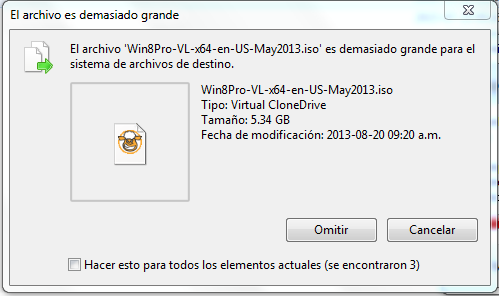 El archivo es demasiado grande
El archivo 'Win8Pro-VL-x64-en-US-May2013.iso' es demasiado grande para el
sistema de archivos de destino.
Win8Pro-VL-x64-en-US-May2013.iso
Tipo: Virtual CloneDrive
Tamaño: 5.34 GB
Fecha de modificación: 2013-08-20 09:20 a.m.
Omitir
Cancelar
Hacer esto para todos los elementos actuales (se encontraron 3)